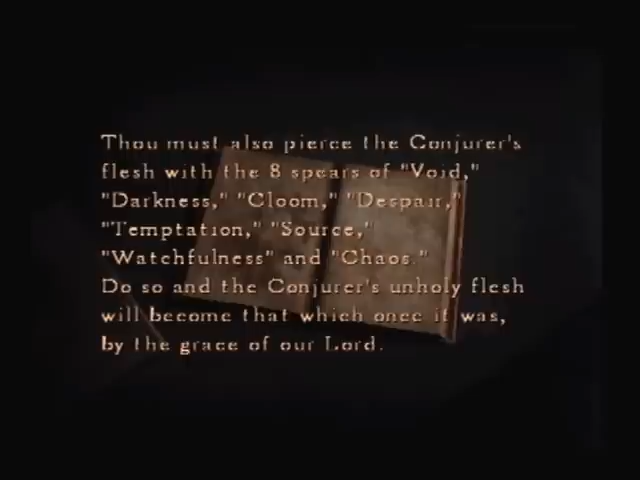 Thou must also pierce the Conjurer's
flesh with the 8 spears of "Void,"
"Darkness," "Gloom," "Despair,"
"Temptation," "Source,"
"Watchfulness" and "Chaos."
Do so and the Conjurer's unholy flesh
will become that which once it was,
by the grace of our Lord.